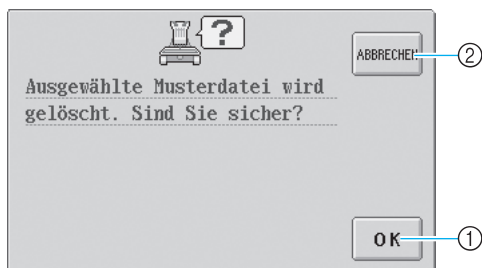 ?
ABBRECHEN
②
Ausgewählte Musterdatei wird
gelöscht. Sind Sie sicher?
OK
①